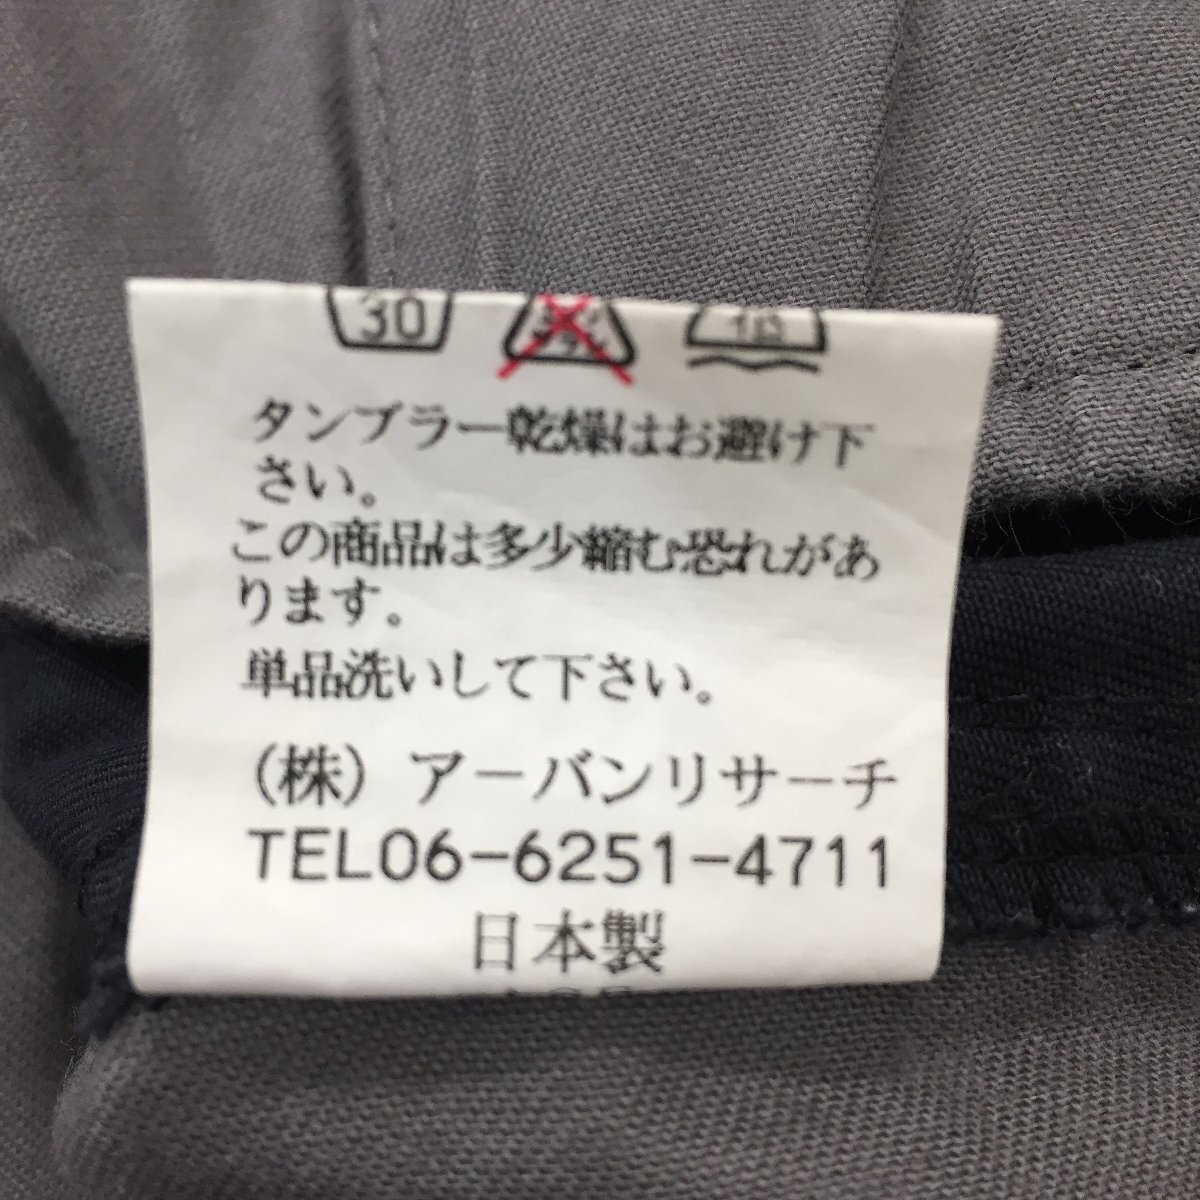 30
タンブラー乾燥はお避け下
さい。
この商品は多少縮む恐れがあ
ります。
単品洗いして下さい。
(株) アーバンリサーチ
TEL06-6251-4711
日本製